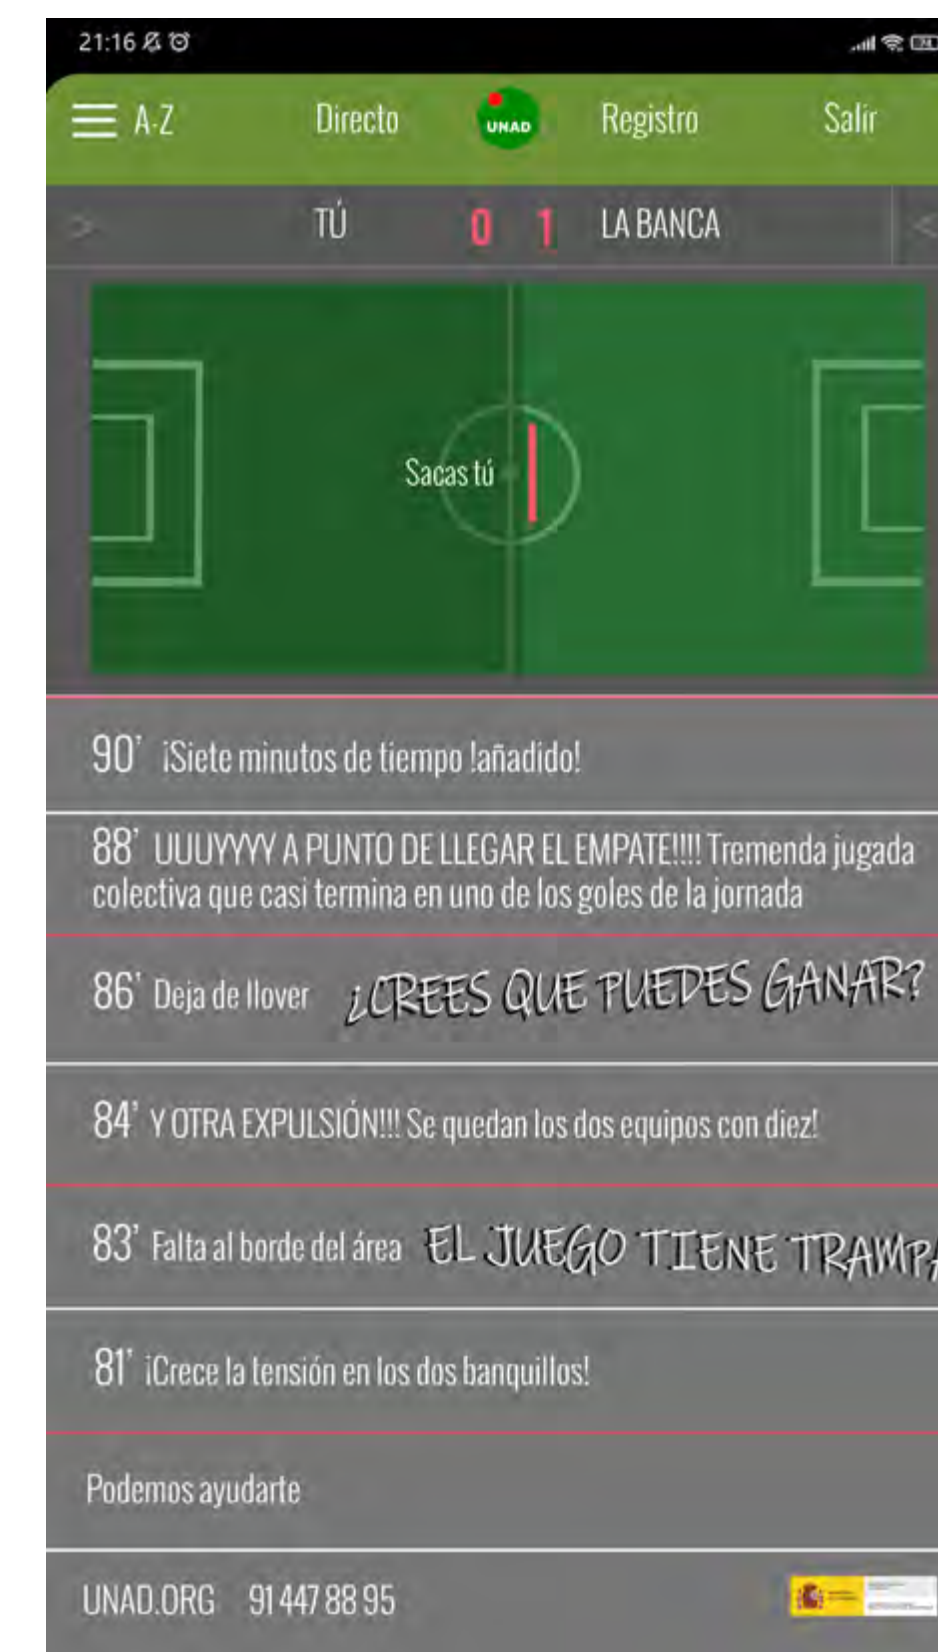 21:16
A-Z Directo UNAD Registro Salir
> TÚ 0 1 LA BANCA <
Sacas tú
90' ¡Siete minutos de tiempo !añadido!
88' UUUYYYY A PUNTO DE LLEGAR EL EMPATE!!!! Tremenda jugada
colectiva que casi termina en uno de los goles de la jornada
86' Deja de llover ¿CREES QUE PUEDES GANAR?
84' Y OTRA EXPULSIÓN!!! Se quedan los dos equipos con diez!
83' Falta al borde del área EL JUEGO TIENE TRAMPA
81' ¡Crece la tensión en los dos banquillos!
Podemos ayudarte
UNAD.ORG 91 447 88 95